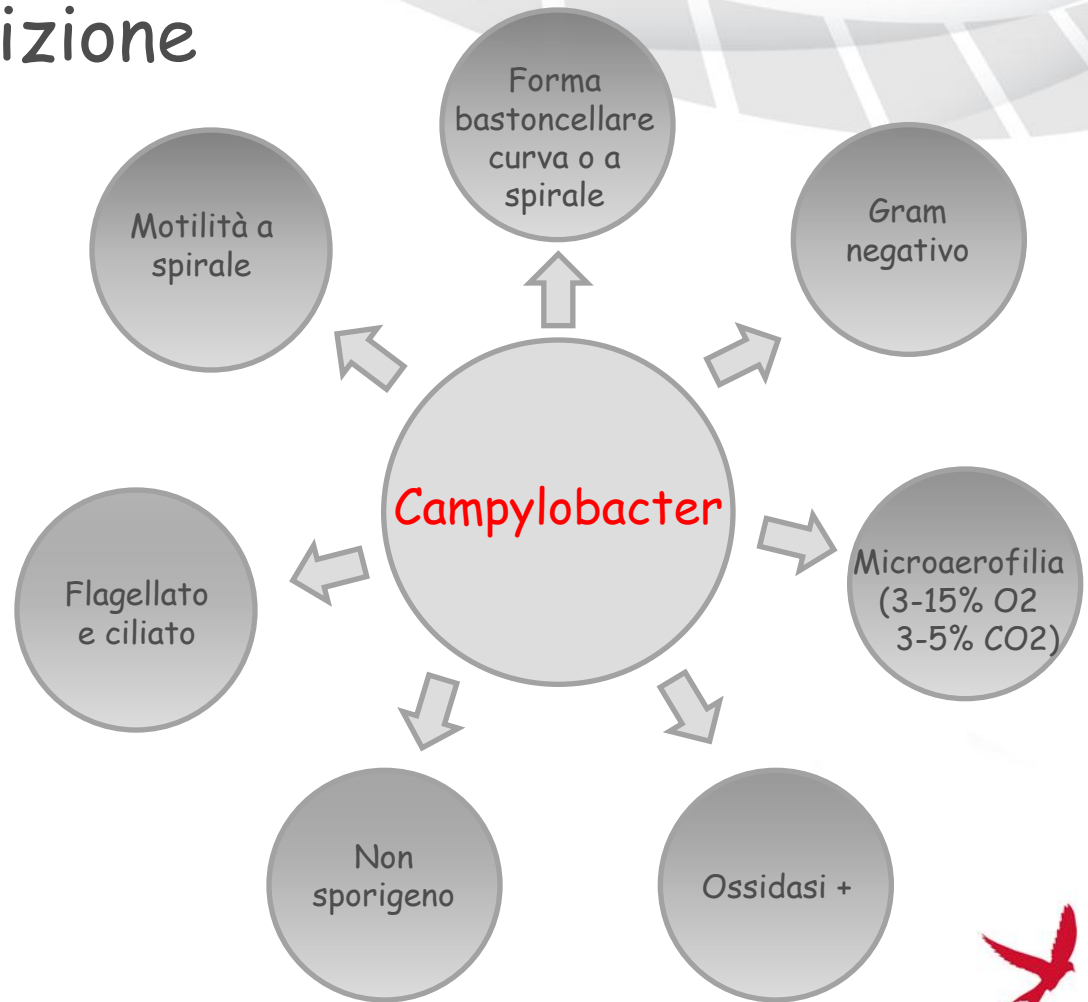 izione
Forma
bastoncellare
curva o a
spirale
Gram
negativo
Motilità a
spirale
Campylobacter
Microaerofilia
(3-15% O2
3-5% CO2)
Flagellato
e ciliato
Non
sporigeno
Ossidasi +